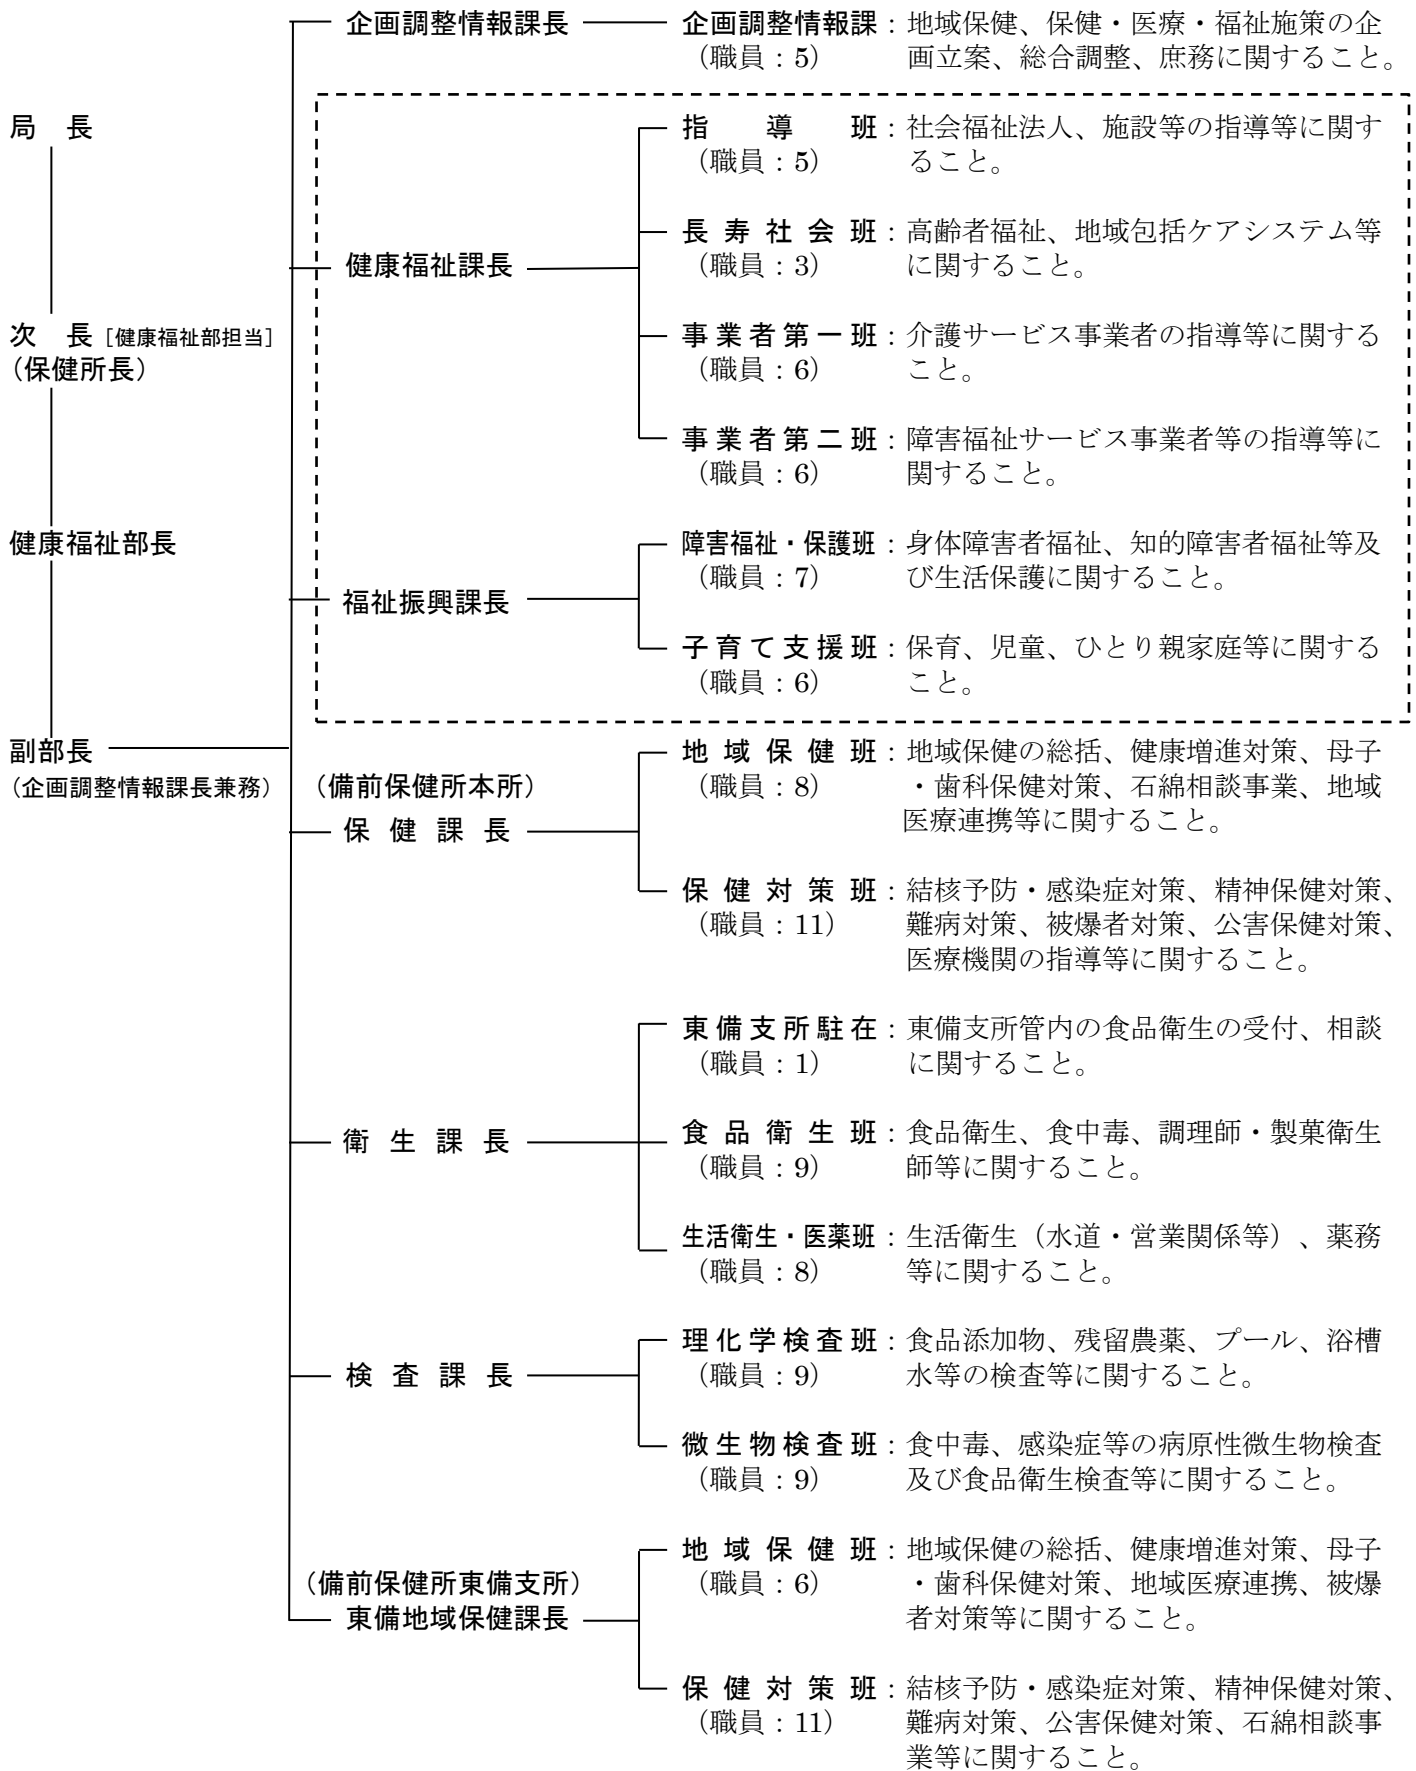 企画調整情報課長
企画調整情報課：地域保健、保健・医療・福祉施策の企
（職員：5） 画立案、総合調整、庶務に関すること。
局　長
次　長［健康福祉部担当］
（保健所長）
健康福祉部長
副部長
（企画調整情報課長兼務）
健康福祉課長
指導班：社会福祉法人、施設等の指導等に関す
（職員：5） ること。
長寿社会班：高齢者福祉、地域包括ケアシステム等
（職員：3） に関すること。
事業者第一班：介護サービス事業者の指導等に関する
（職員：6） こと。
事業者第二班：障害福祉サービス事業者等の指導等に
（職員：6） 関すること。
福祉振興課長
障害福祉・保護班：身体障害者福祉、知的障害者福祉等及
（職員：7） び生活保護に関すること。
子育て支援班：保育、児童、ひとり親家庭等に関する
（職員：6） こと。
（備前保健所本所）
保健課長
地域保健班：地域保健の総括、健康増進対策、母子
（職員：8） ・歯科保健対策、石綿相談事業、地域
医療連携等に関すること。
保健対策班：結核予防・感染症対策、精神保健対策、
（職員：11） 難病対策、被爆者対策、公害保健対策、
医療機関の指導等に関すること。
衛生課長
東備支所駐在：東備支所管内の食品衛生の受付、相談
（職員：1） に関すること。
食品衛生班：食品衛生、食中毒、調理師・製菓衛生
（職員：9） 師等に関すること。
生活衛生・医薬班：生活衛生（水道・営業関係等）、薬務
（職員：8） 等に関すること。
検査課長
理化学検査班：食品添加物、残留農薬、プール、浴槽
（職員：9） 水等の検査等に関すること。
微生物検査班：食中毒、感染症等の病原性微生物検査
（職員：9） 及び食品衛生検査等に関すること。
（備前保健所東備支所）
東備地域保健課長
地域保健班：地域保健の総括、健康増進対策、母子
（職員：6） ・歯科保健対策、地域医療連携、被爆
者対策等に関すること。
保健対策班：結核予防・感染症対策、精神保健対策、
（職員：11） 難病対策、公害保健対策、石綿相談事
業等に関すること。